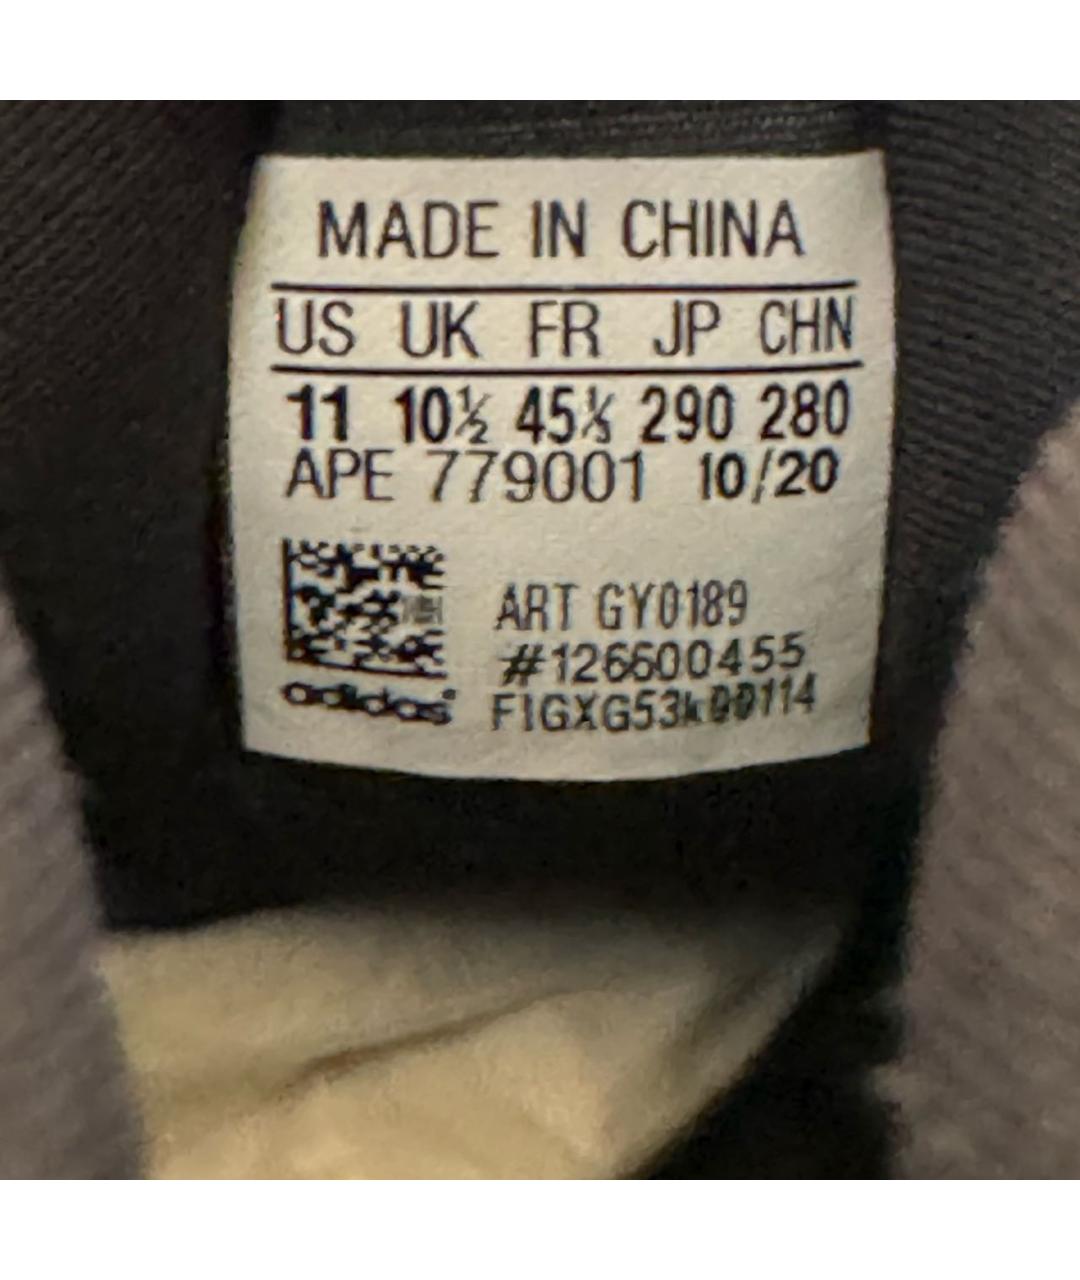 MADE IN CHINA
US UK FR JP CHN
11 10½ 45⅓ 290 280
APE 779001 10/20
ART GY0189
#126600455
adidas®
F1GXG53k00114